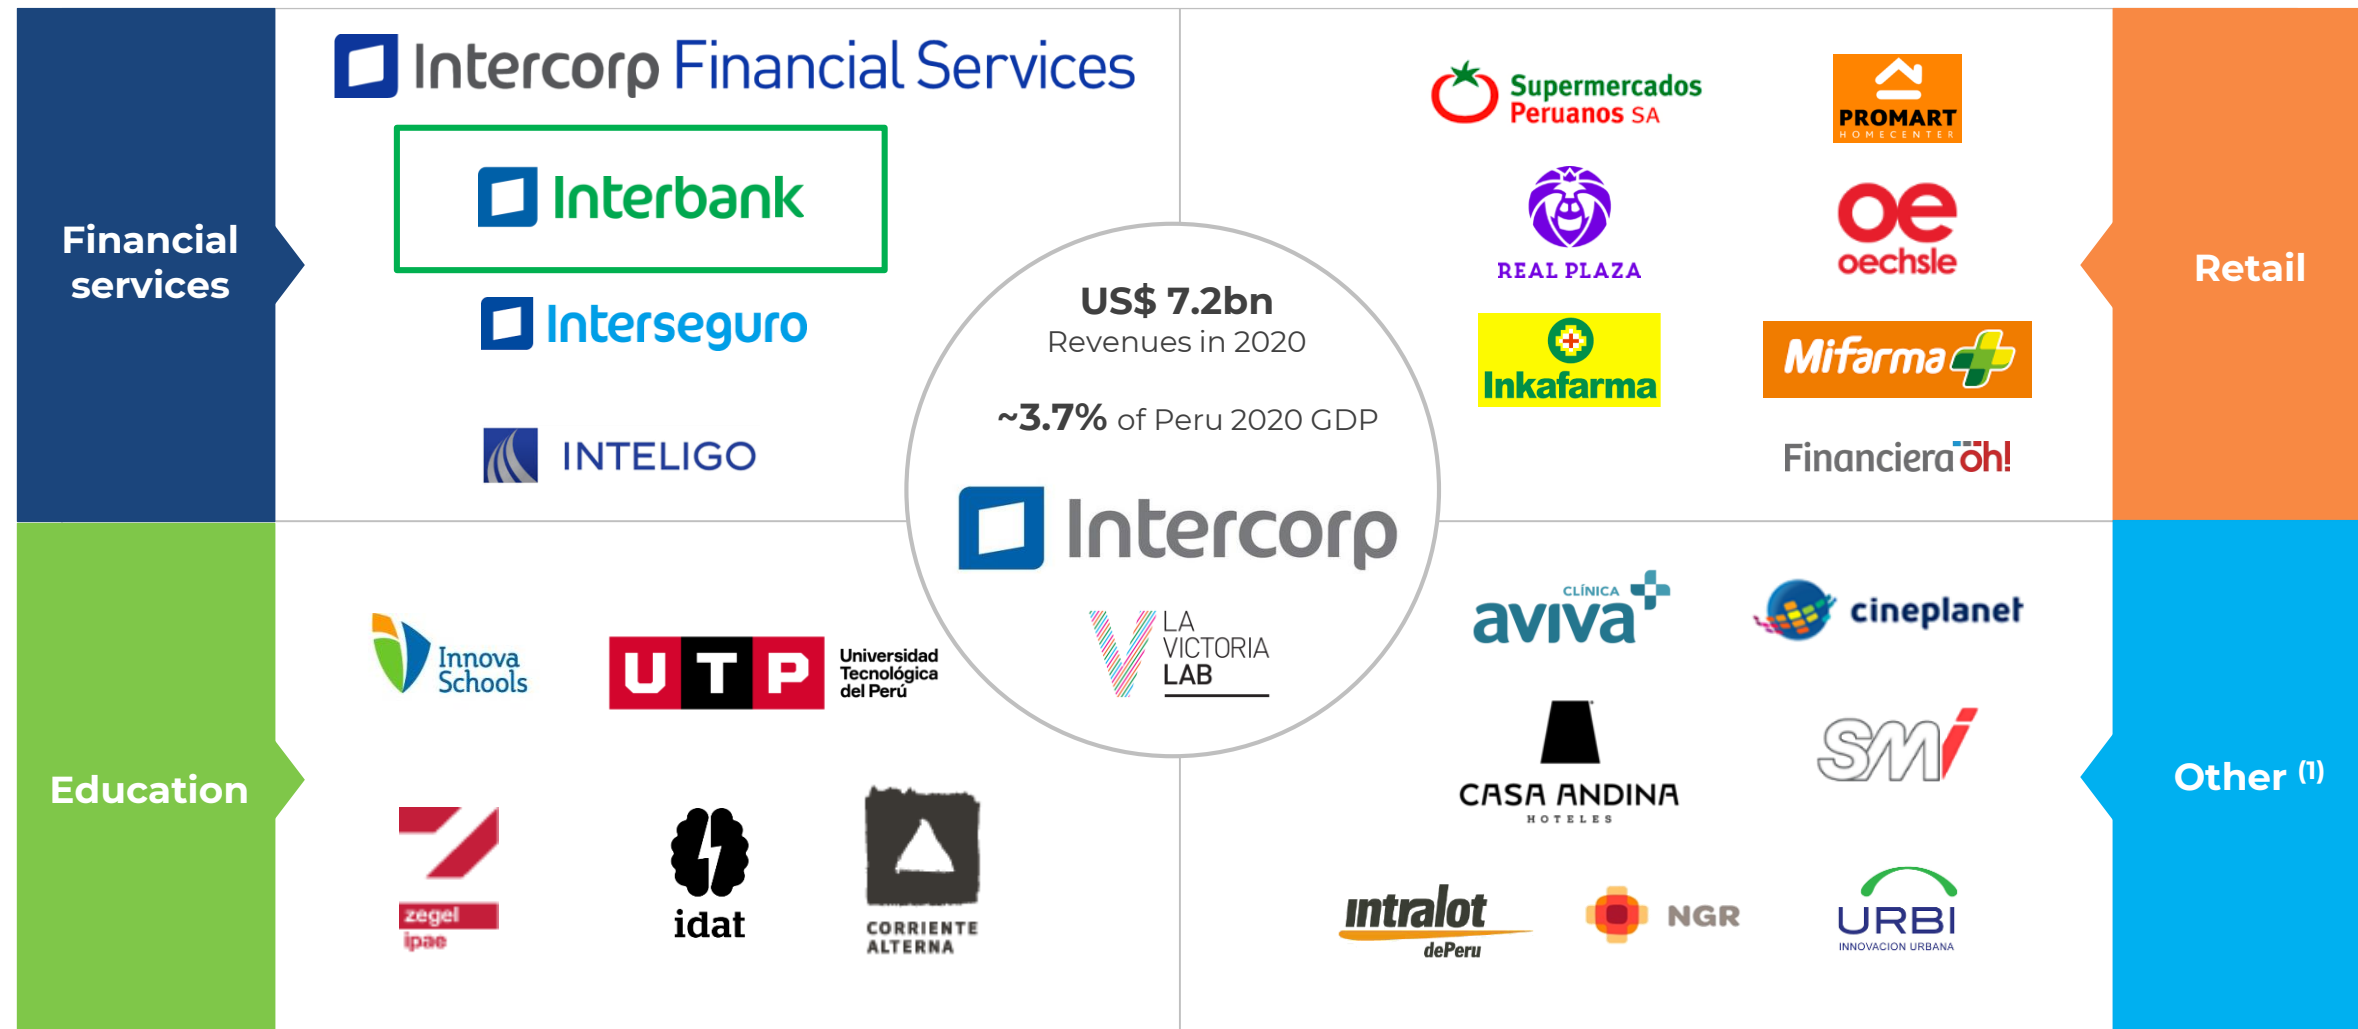 Financial
services
Intercorp Financial Services
Interbank
Interseguro
INTELIGO
US$ 7.2bn
Revenues in 2020
~3.7% of Peru 2020 GDP
Intercorp
LA
VICTORIA
LAB
Supermercados
Peruanos SA
PROMART
HOMECENTER
REAL PLAZA
oe
oechsle
Inkafarma
Mifarma
Financiera oh!
Retail
Education
Innova
Schools
UTP
Universidad
Tecnológica
del Perú
zegel
ipae
idat
CORRIENTE
ALTERNA
CLÍNICA
aviva
cineplanet
CASA ANDINA
HOTELES
SMi
intralot
dePeru
NGR
URBI
INNOVACION URBANA
Other (1)